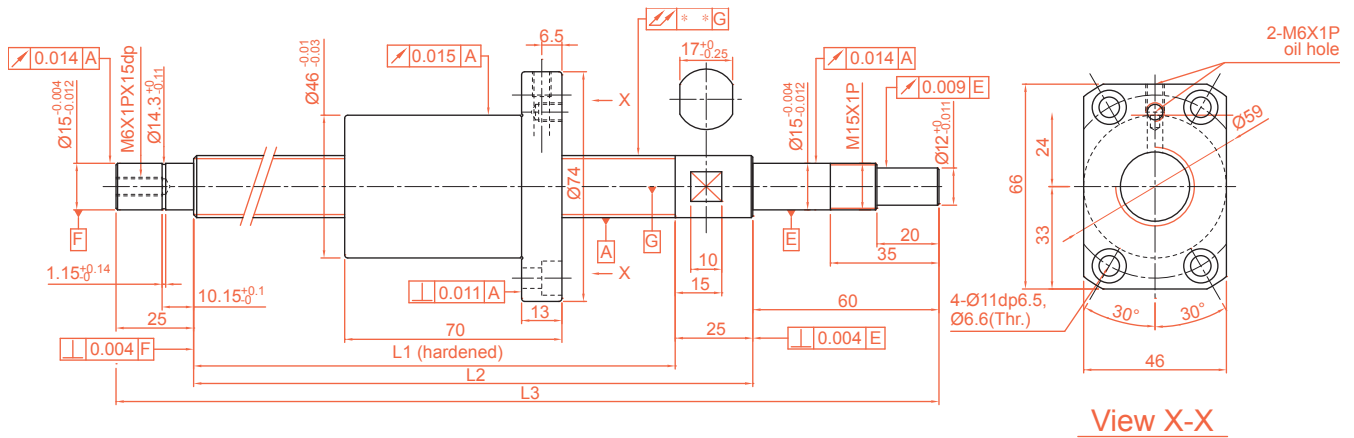 0.014 A
Ø15 -0.004 -0.012
M6X1PX15dp
Ø14.3 +0 -0.11
Ø46 -0.01 -0.03
0.015 A
6.5
* * G
17 +0 -0.25
0.014 A
Ø15 -0.004 -0.012
M15X1P
0.009 E
Ø12 +0 -0.011
2-M6X1P
oil hole
X
Ø74
Ø59
24
66
33
F
A
G
E
X
20
35
10
15
1.15 +0.14 -0
10.15 +0.1 -0
0.011 A
13
60
25
70
25
0.004 F
0.004 E
L1 (hardened)
L2
L3
4-Ø11dp6.5,
Ø6.6(Thr.)
30°
30°
46
View X-X